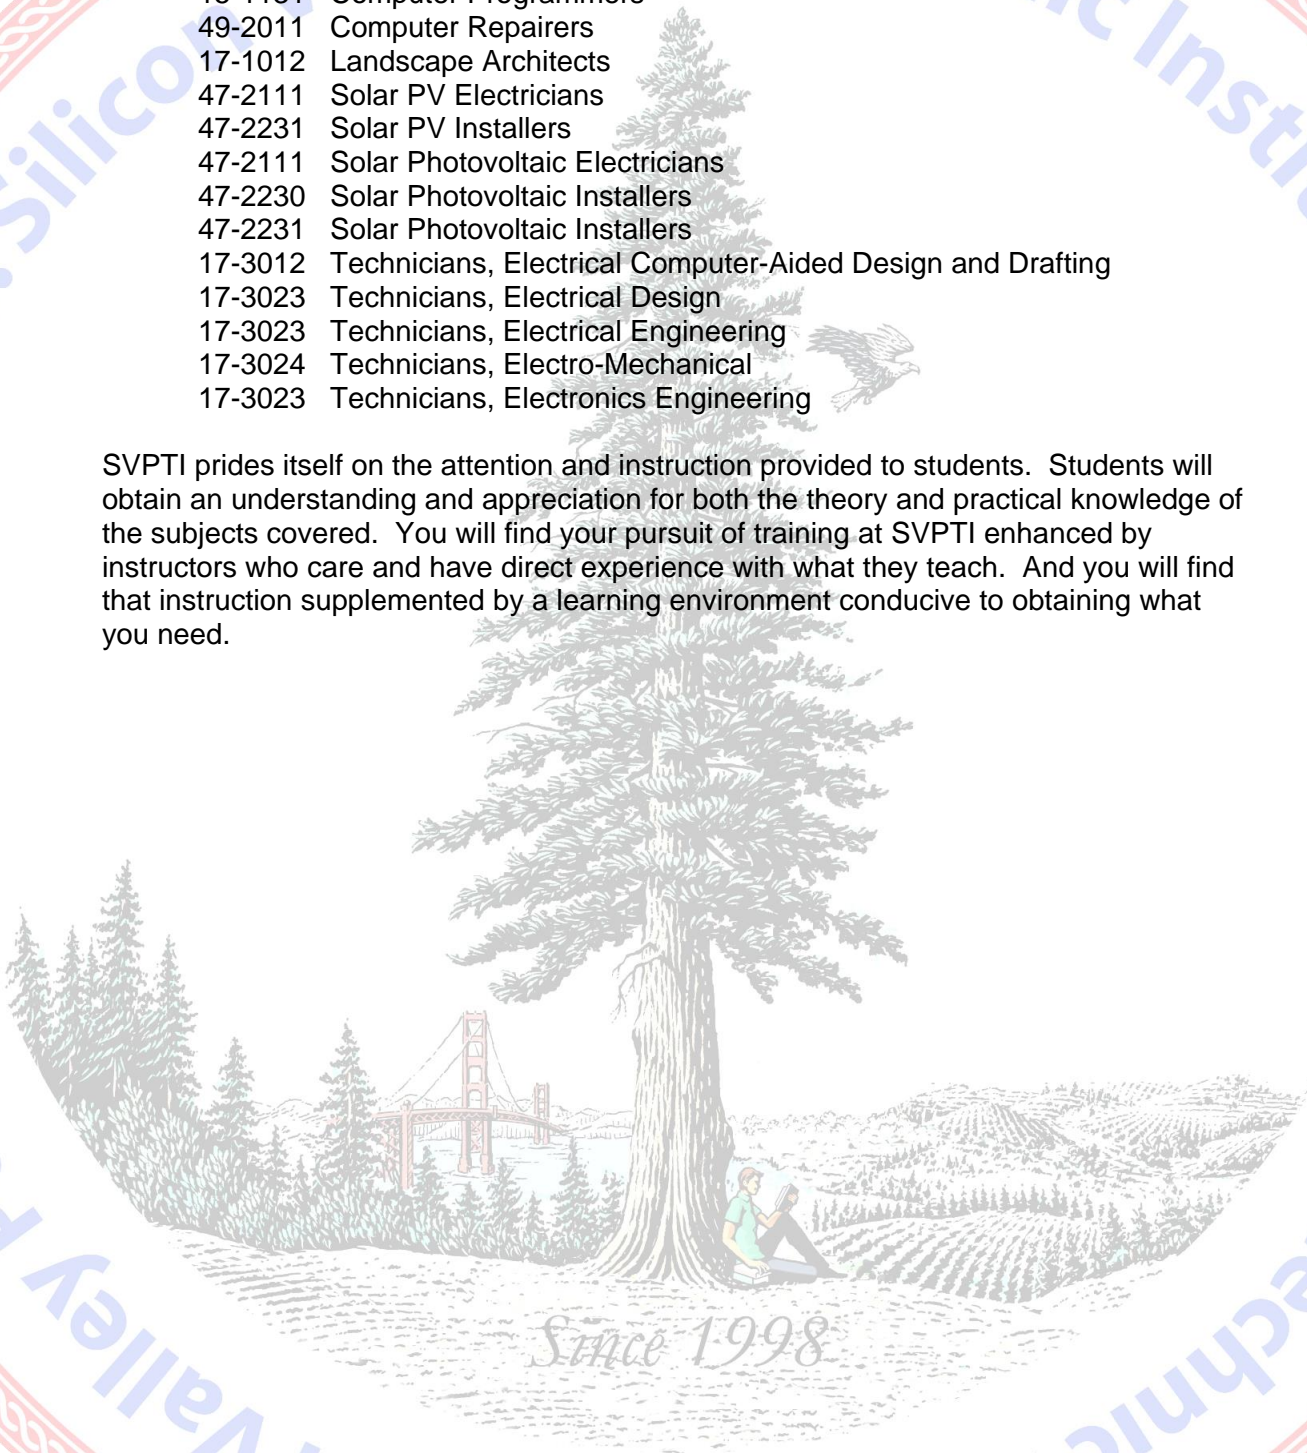 Computer Programmers
49-2011 Computer Repairers
17-1012 Landscape Architects
47-2111 Solar PV Electricians
47-2231 Solar PV Installers
47-2111 Solar Photovoltaic Electricians
47-2230 Solar Photovoltaic Installers
47-2231 Solar Photovoltaic Installers
17-3012 Technicians, Electrical Computer-Aided Design and Drafting
17-3023 Technicians, Electrical Design
17-3023 Technicians, Electrical Engineering
17-3024 Technicians, Electro-Mechanical
17-3023 Technicians, Electronics Engineering
SVPTI prides itself on the attention and instruction provided to students. Students will
obtain an understanding and appreciation for both the theory and practical knowledge of
the subjects covered. You will find your pursuit of training at SVPTI enhanced by
instructors who care and have direct experience with what they teach. And you will find
that instruction supplemented by a learning environment conducive to obtaining what
you need.
Silicon
Valley
Since 1998